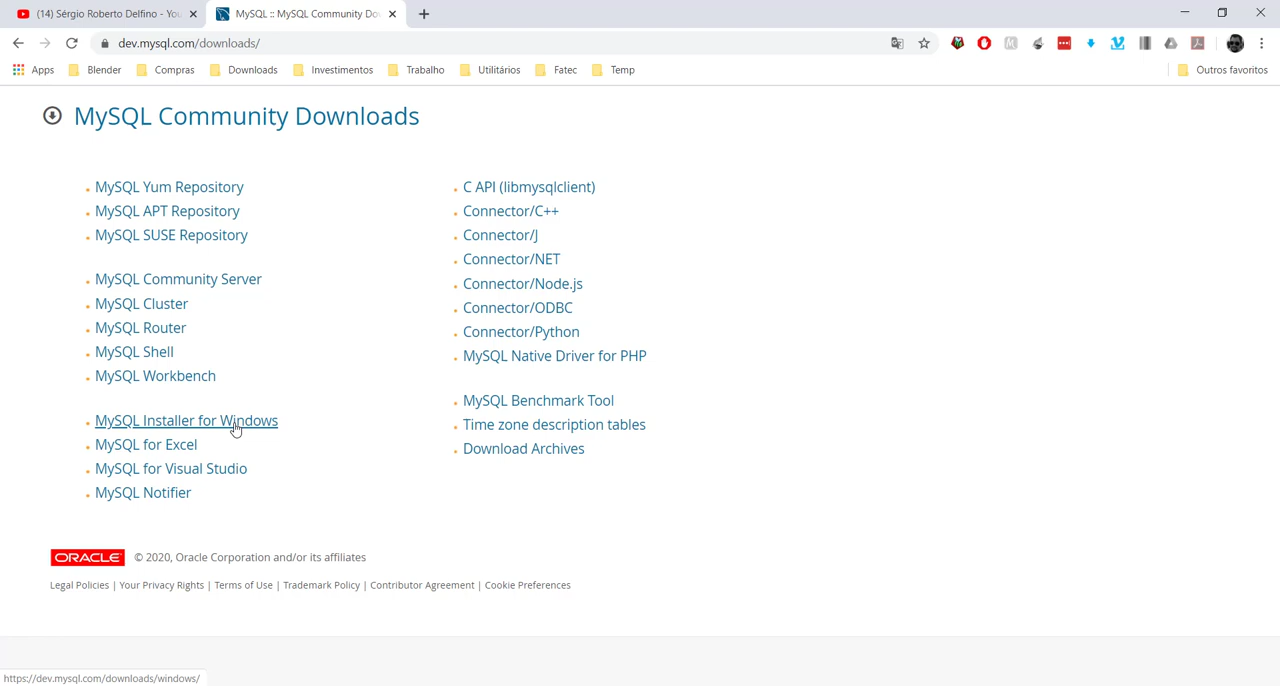 (14) Sérgio Roberto Delfino - You
MySQL :: MySQL Community Do
dev.mysql.com/downloads/
Apps Blender Compras Downloads Investimentos Trabalho Utilitários Fatec Temp Outros favoritos
MySQL Community Downloads
MySQL Yum Repository
MySQL APT Repository
MySQL SUSE Repository
MySQL Community Server
MySQL Cluster
MySQL Router
MySQL Shell
MySQL Workbench
MySQL Installer for Windows
MySQL for Excel
MySQL for Visual Studio
MySQL Notifier
C API (libmysqlclient)
Connector/C++
Connector/J
Connector/NET
Connector/Node.js
Connector/ODBC
Connector/Python
MySQL Native Driver for PHP
MySQL Benchmark Tool
Time zone description tables
Download Archives
ORACLE © 2020, Oracle Corporation and/or its affiliates
Legal Policies | Your Privacy Rights | Terms of Use | Trademark Policy | Contributor Agreement | Cookie Preferences
https://dev.mysql.com/downloads/windows/